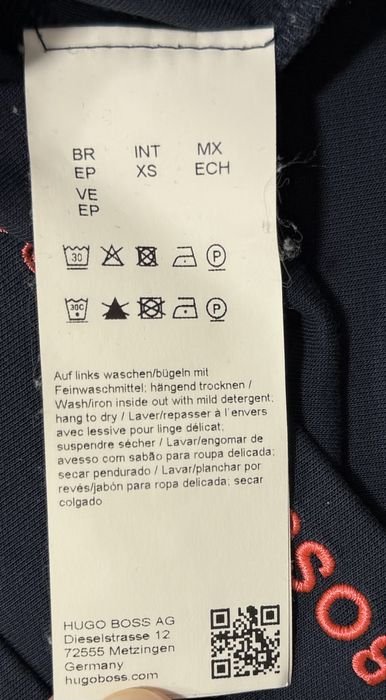 BR INT MX
EP XS ECH
VE
EP
30 P
30C P
Auf links waschen/bügeln mit
Feinwaschmittel; hängend trocknen /
Wash/iron inside out with mild detergent;
hang to dry / Laver/repasser à l'envers
avec lessive pour linge délicat,
suspendre sécher / Lavar/engomar de
avesso com sabão para roupa delicada;
secar pendurado / Lavar/planchar por
revés/jabón para ropa delicada; secar
colgado
HUGO BOSS AG
Dieselstrasse 12
72555 Metzingen
Germany
hugoboss.com
BOSS